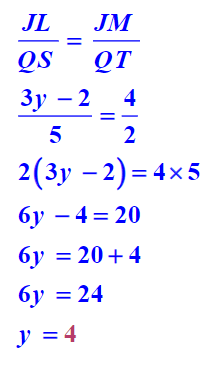 JL/QS = JM/QT
(3y − 2)/5 = 4/2
2(3y − 2) = 4 × 5
6y − 4 = 20
6y = 20 + 4
6y = 24
y = 4